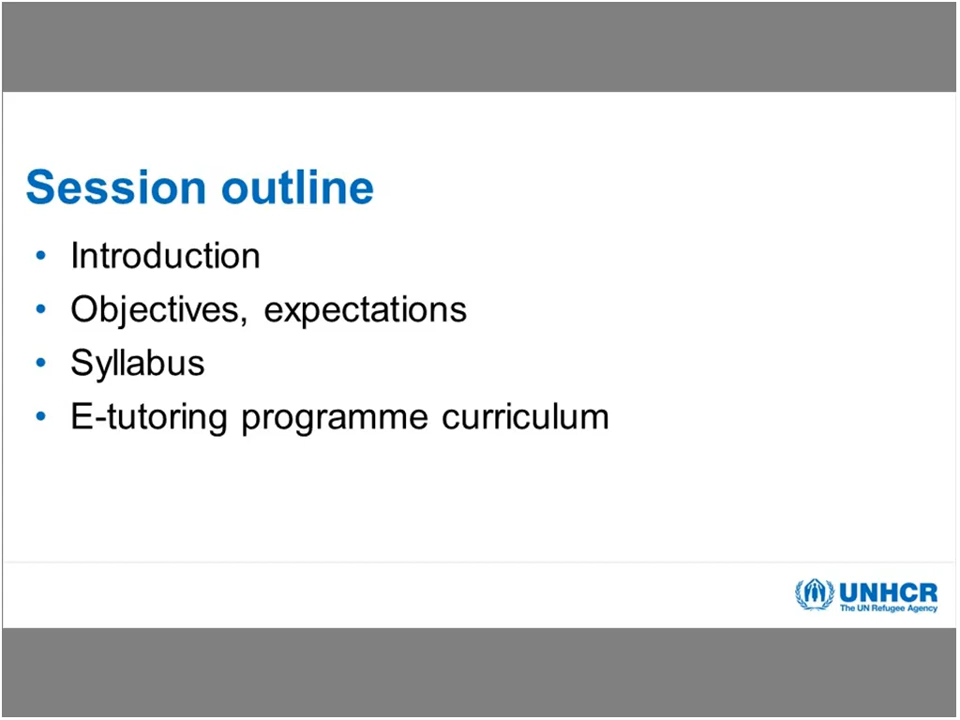 Session outline
• Introduction
• Objectives, expectations
• Syllabus
• E-tutoring programme curriculum
UNHCR
The UN Refugee Agency